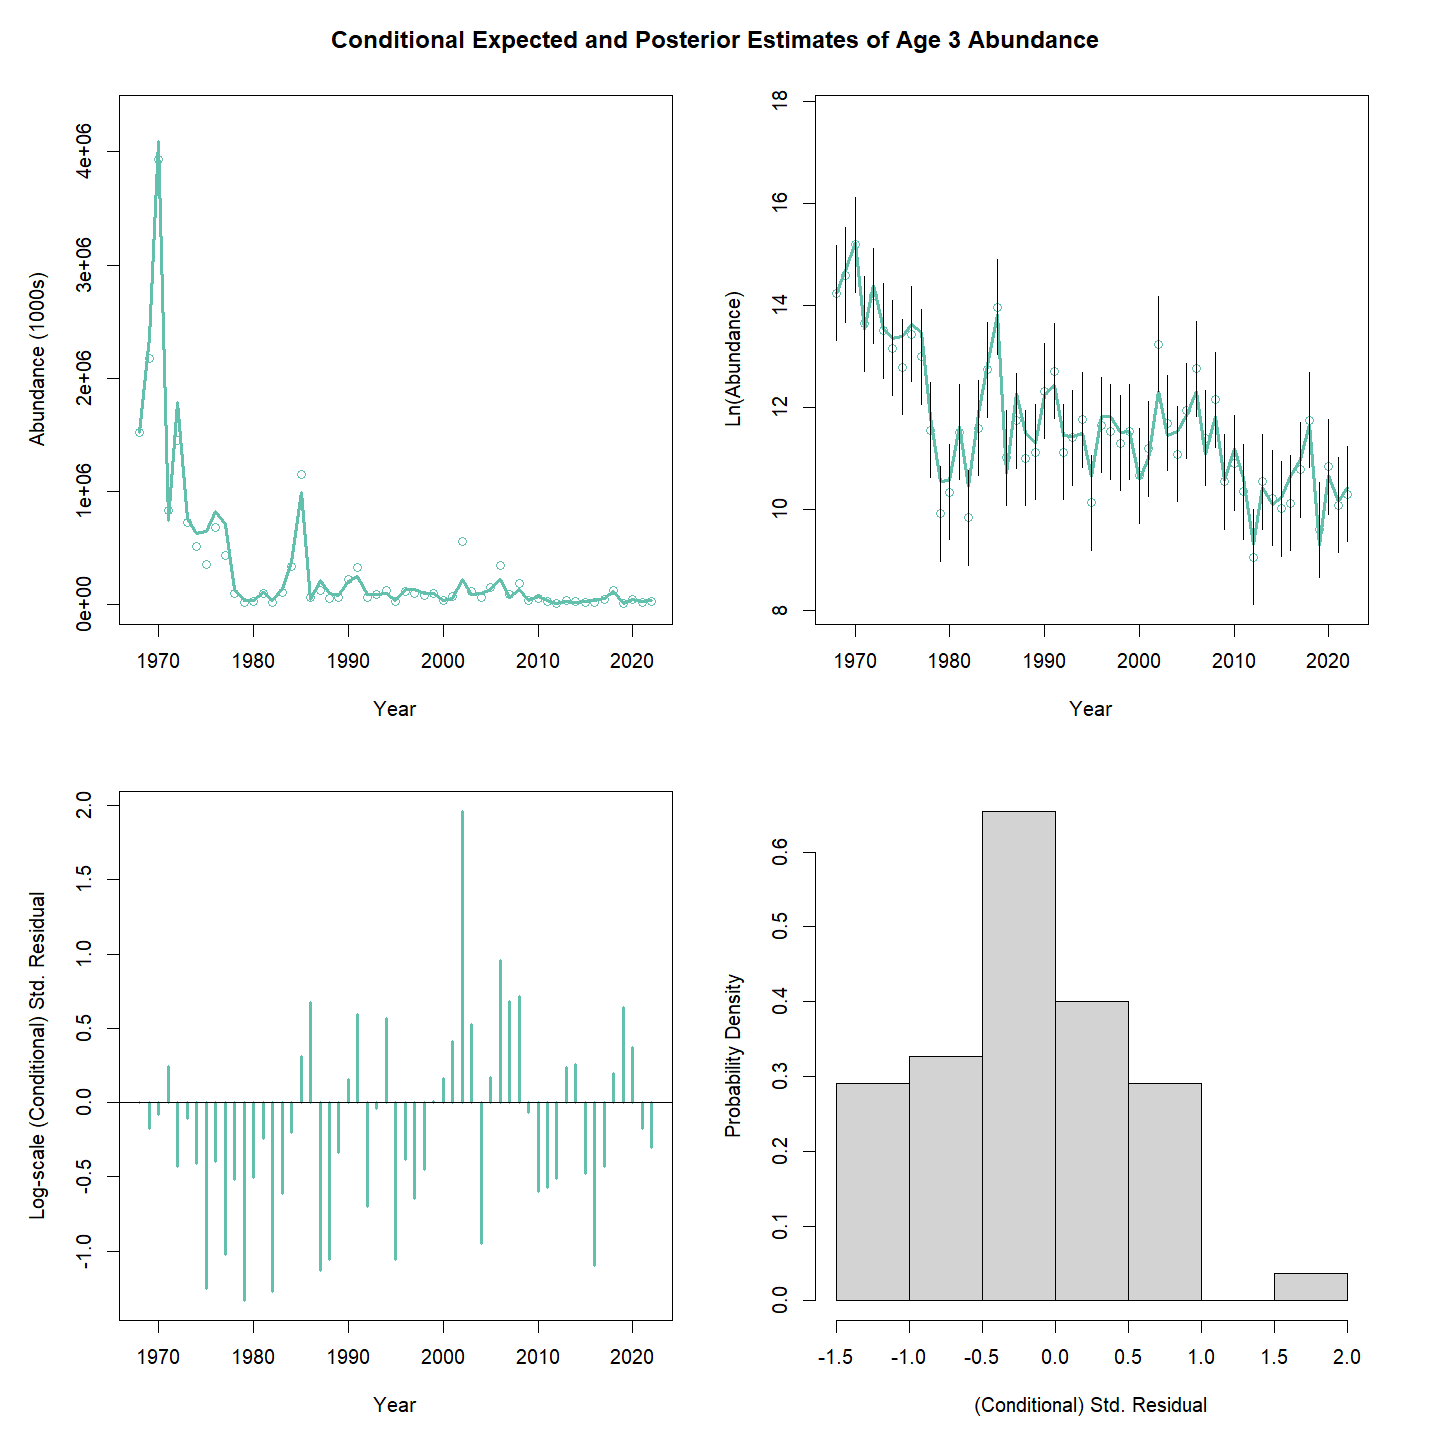 Conditional Expected and Posterior Estimates of Age 3 Abundance
Abundance (1000s)
4e+06
3e+06
2e+06
1e+06
0e+00
1970 1980 1990 2000 2010 2020
Year
Ln(Abundance)
18
16
14
12
10
8
1970 1980 1990 2000 2010 2020
Year
Log-scale (Conditional) Std. Residual
2.0
1.5
1.0
0.5
0.0
-0.5
-1.0
1970 1980 1990 2000 2010 2020
Year
Probability Density
0.6
0.5
0.4
0.3
0.2
0.1
0.0
-1.5 -1.0 -0.5 0.0 0.5 1.0 1.5 2.0
(Conditional) Std. Residual